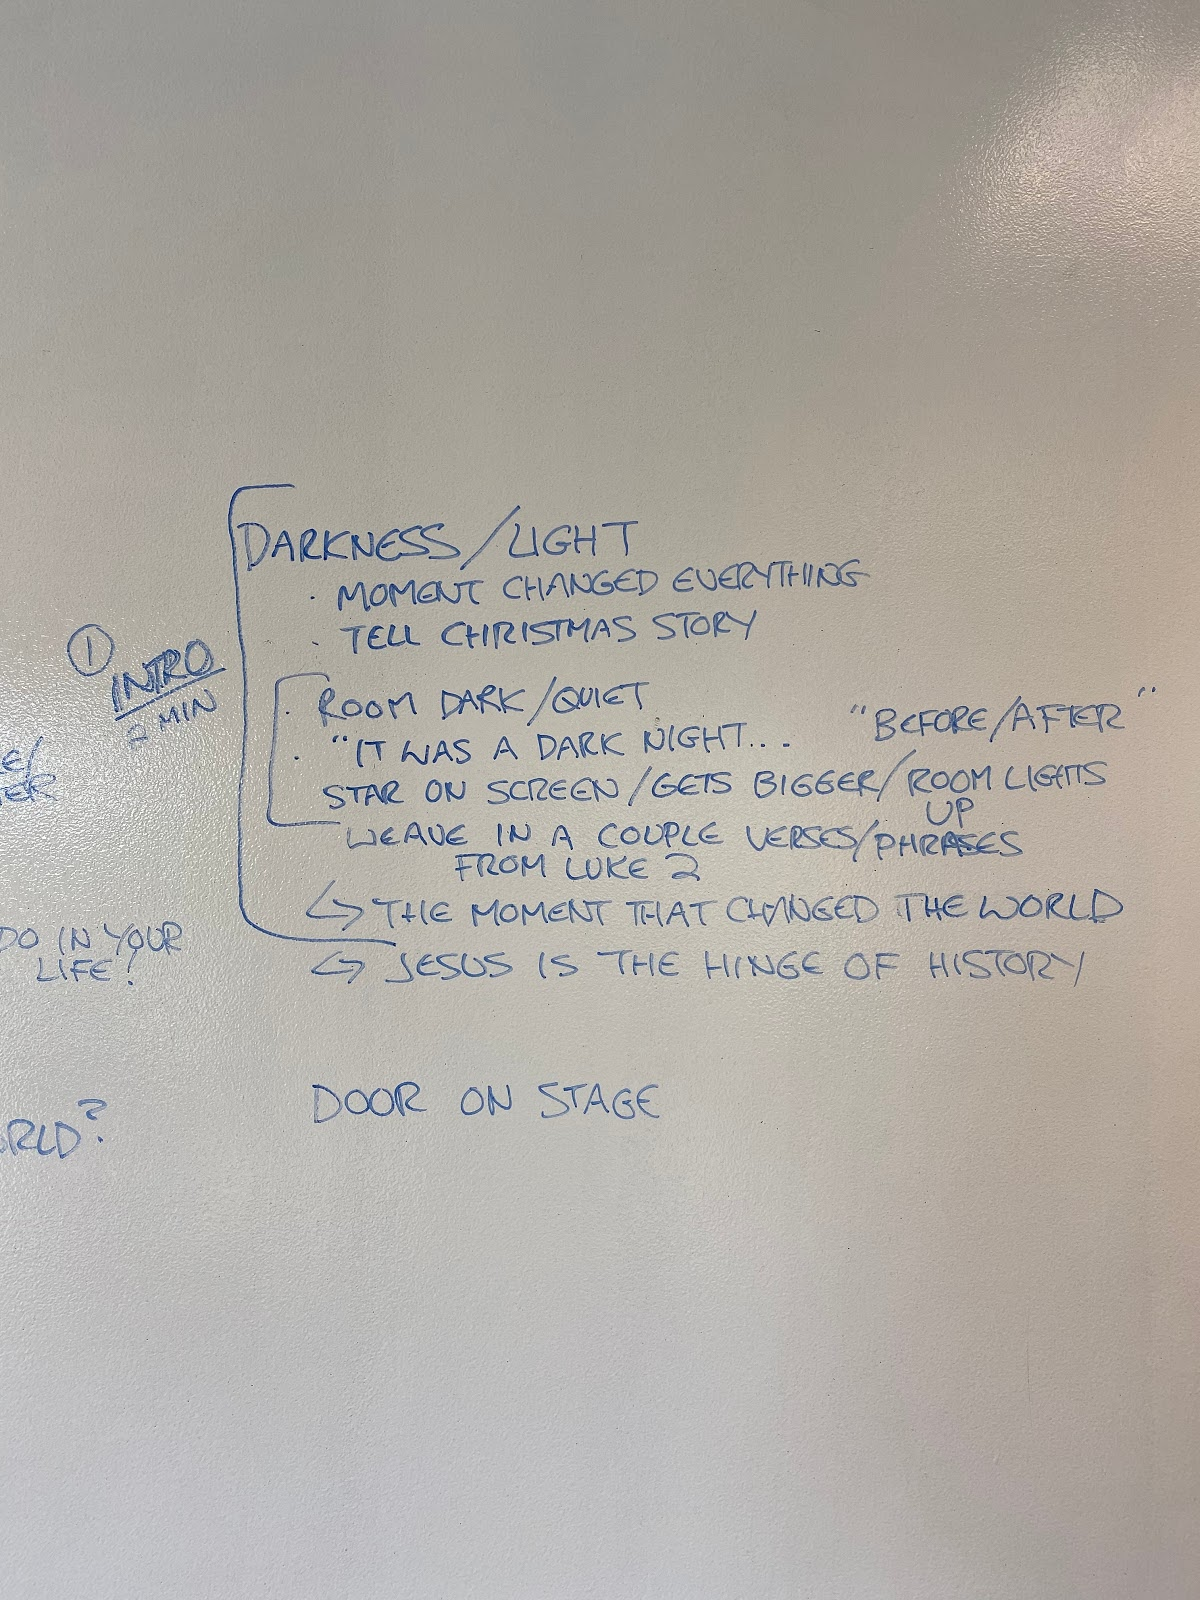 DARKNESS/LIGHT
· MOMENT CHANGED EVERYTHING
· TELL CHRISTMAS STORY
① INTRO
2 MIN
· ROOM DARK/QUIET
· "IT WAS A DARK NIGHT...
"BEFORE/AFTER"
STAR ON SCREEN/GETS BIGGER/ROOM LIGHTS
UP
WEAVE IN A COUPLE VERSES/PHRASES
FROM LUKE 2
↳ THE MOMENT THAT CHANGED THE WORLD
↳ JESUS IS THE HINGE OF HISTORY
DO IN YOUR
LIFE?
DOOR ON STAGE
RLD?